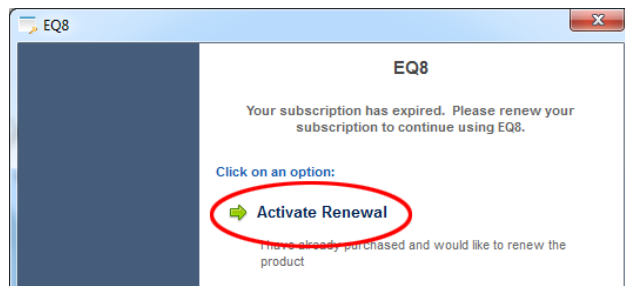 EQ8
EQ8
Your subscription has expired. Please renew your
subscription to continue using EQ8.
Click on an option:
Activate Renewal
I have already purchased and would like to renew the
product